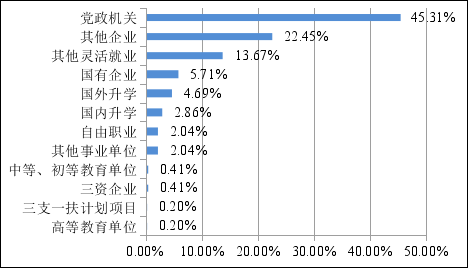 党政机关 45.31%
其他企业 22.45%
其他灵活就业 13.67%
国有企业 5.71%
国外升学 4.69%
国内升学 2.86%
自由职业 2.04%
其他事业单位 2.04%
中等、初等教育单位 0.41%
三资企业 0.41%
三支一扶计划项目 0.20%
高等教育单位 0.20%
0.00% 10.00% 20.00% 30.00% 40.00% 50.00%